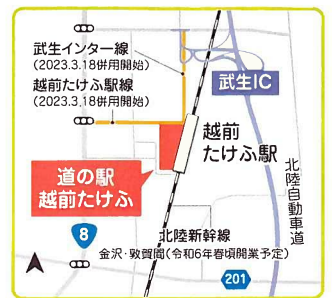 武生インター線
(2023.3.18併用開始)
越前たけふ駅線
(2023.3.18併用開始)
武生IC
越前
たけふ駅
道の駅
越前たけふ
北陸自動車道
8
北陸新幹線
金沢・敦賀間(令和6年春頃開業予定)
201